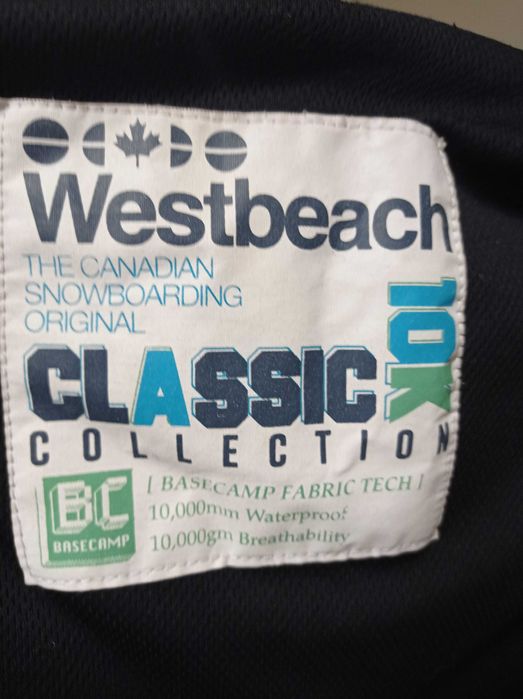 Westbeach
THE CANADIAN
SNOWBOARDING
ORIGINAL
10K
CLASSIC
COLLECTION
BC
BASECAMP
[ BASECAMP FABRIC TECH ]
10,000mm Waterproof
10,000gm Breathability